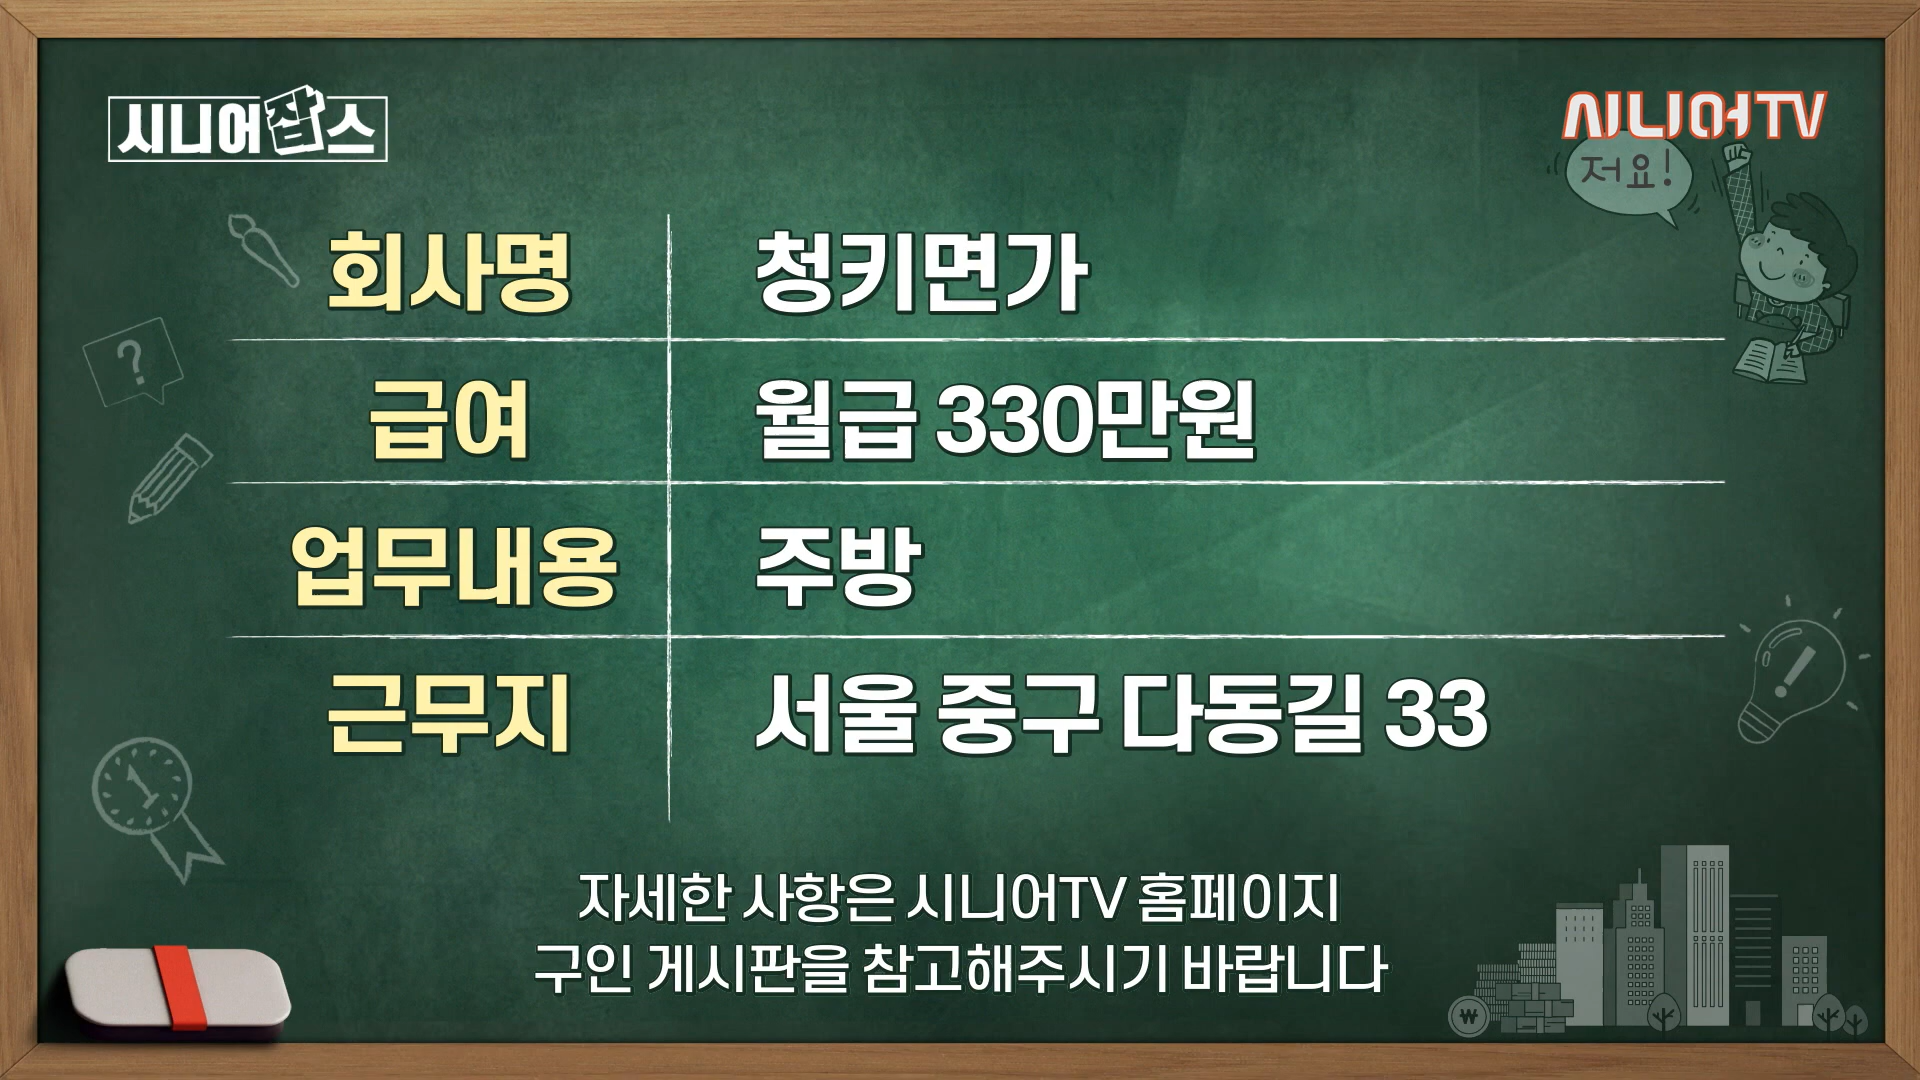 시니어잡스
시니어TV
저요!
회사명 청키면가
급여 월급 330만원
업무내용 주방
근무지 서울 중구 다동길 33
자세한 사항은 시니어TV 홈페이지
구인 게시판을 참고해주시기 바랍니다
?
1
!
₩